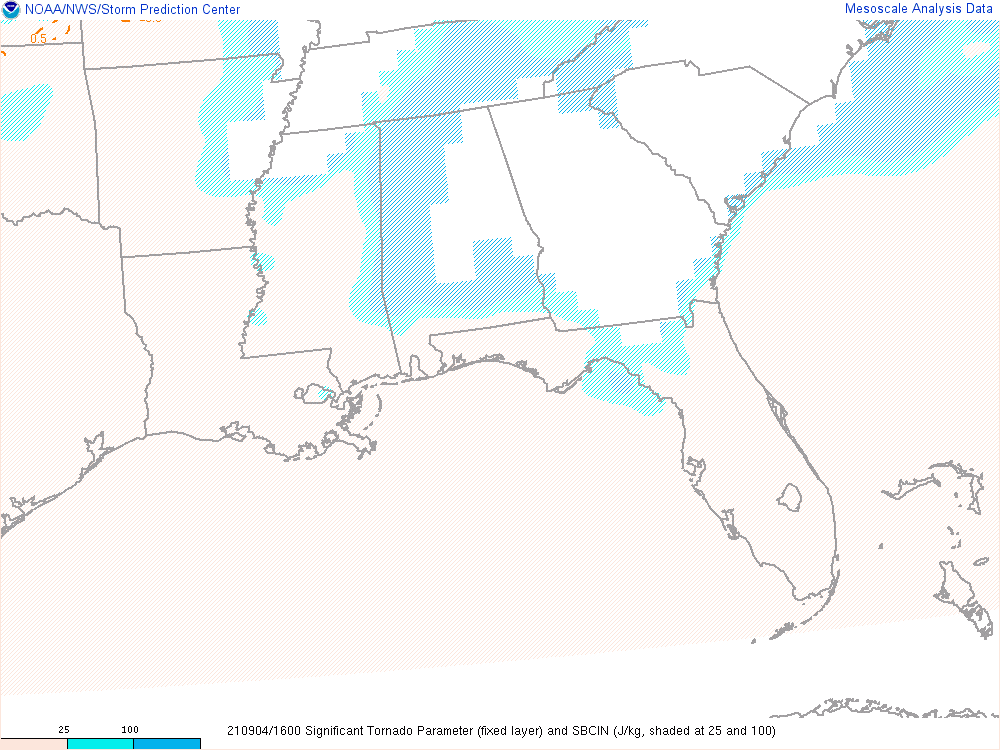 NOAA/NWS/Storm Prediction Center
Mesoscale Analysis Data
0.5
25 100
210904/1600 Significant Tornado Parameter (fixed layer) and SBCIN (J/kg, shaded at 25 and 100)